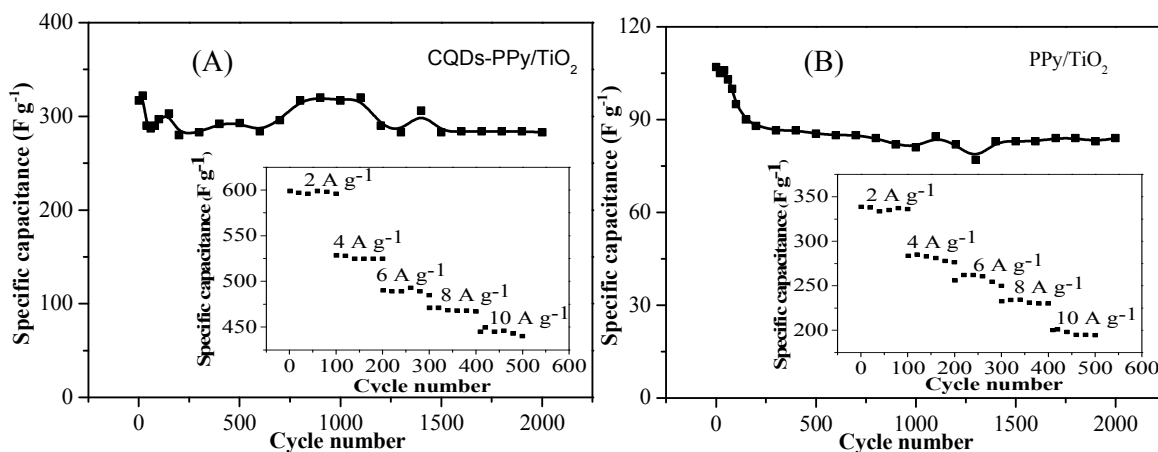 400
300
200
100
0
Specific capacitance (F g⁻¹)
(A)
CQDs-PPy/TiO₂
600
550
500
450
Specific capacitance (F g⁻¹)
2 A g-1
4 A g-1
6 A g-1
8 A g-1
10 A g-1
0 100 200 300 400 500 600
Cycle number
0 500 1000 1500 2000
Cycle number
120
90
60
30
0
Specific capacitance (F g⁻¹)
(B)
PPy/TiO₂
350
300
250
200
Specific capacitance (F g⁻¹)
2 A g-1
4 A g-1
6 A g-1
8 A g-1
10 A g-1
0 100 200 300 400 500 600
Cycle number
0 500 1000 1500 2000
Cycle number